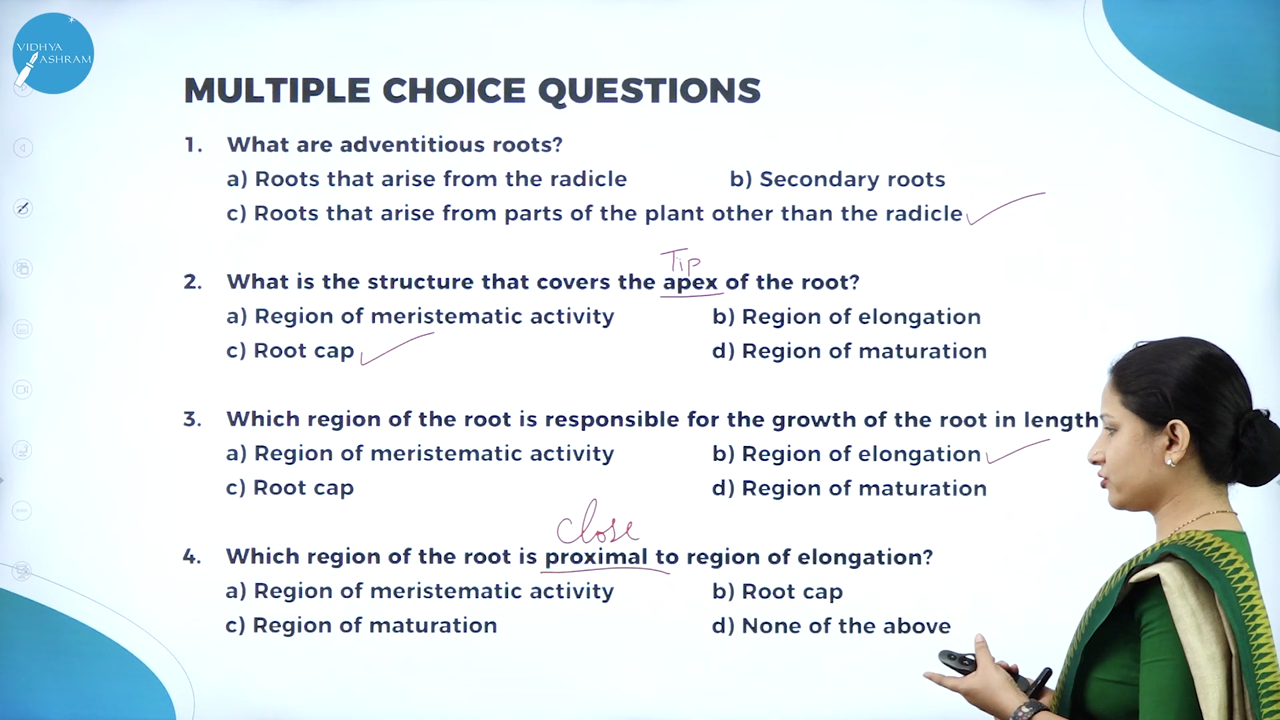 VIDHYA
ASHRAM
MULTIPLE CHOICE QUESTIONS
1. What are adventitious roots?
a) Roots that arise from the radicle b) Secondary roots
c) Roots that arise from parts of the plant other than the radicle
Tip
2. What is the structure that covers the apex of the root?
a) Region of meristematic activity b) Region of elongation
c) Root cap d) Region of maturation
3. Which region of the root is responsible for the growth of the root in length
a) Region of meristematic activity b) Region of elongation
c) Root cap d) Region of maturation
close
4. Which region of the root is proximal to region of elongation?
a) Region of meristematic activity b) Root cap
c) Region of maturation d) None of the above